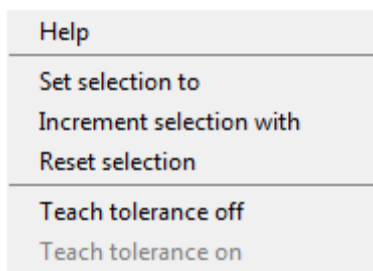 Help
Set selection to
Increment selection with
Reset selection
Teach tolerance off
Teach tolerance on